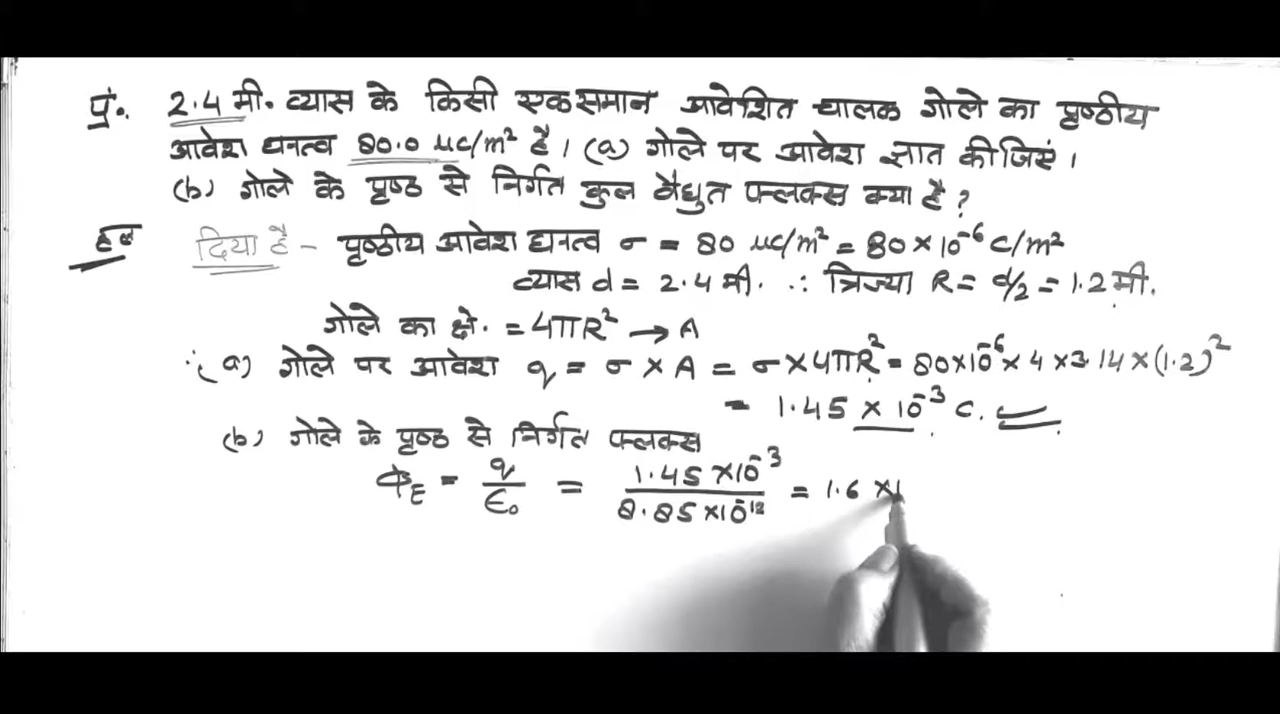 प्रं. 2.4 मी. व्यास के किसी एकसमान आवेशित चालक गोले का पृष्ठीय
आवेश घनत्व 80.0 μc/m² है। (a) गोले पर आवेश ज्ञात कीजिएं।
(b) गोले के पृष्ठ से निर्गत कुल वैधुत फ्लक्स क्या है?
हल दिया है - पृष्ठीय आवेश घनत्व σ = 80 μc/m² = 80×10⁻⁶ C/m²
व्यास d = 2.4 मी. ∴ त्रिज्या R = d/2 = 1.2 मी.
गोले का क्षे. = 4πR² → A
∴ (a) गोले पर आवेश q = σ × A = σ × 4πR² = 80×10⁻⁶ × 4 × 3.14 × (1.2)²
= 1.45 × 10⁻³ C.
(b) गोले के पृष्ठ से निर्गत फ्लक्स
Φ_E = q/ε₀ = 1.45×10⁻³/8.85×10⁻¹² = 1.6 ×1